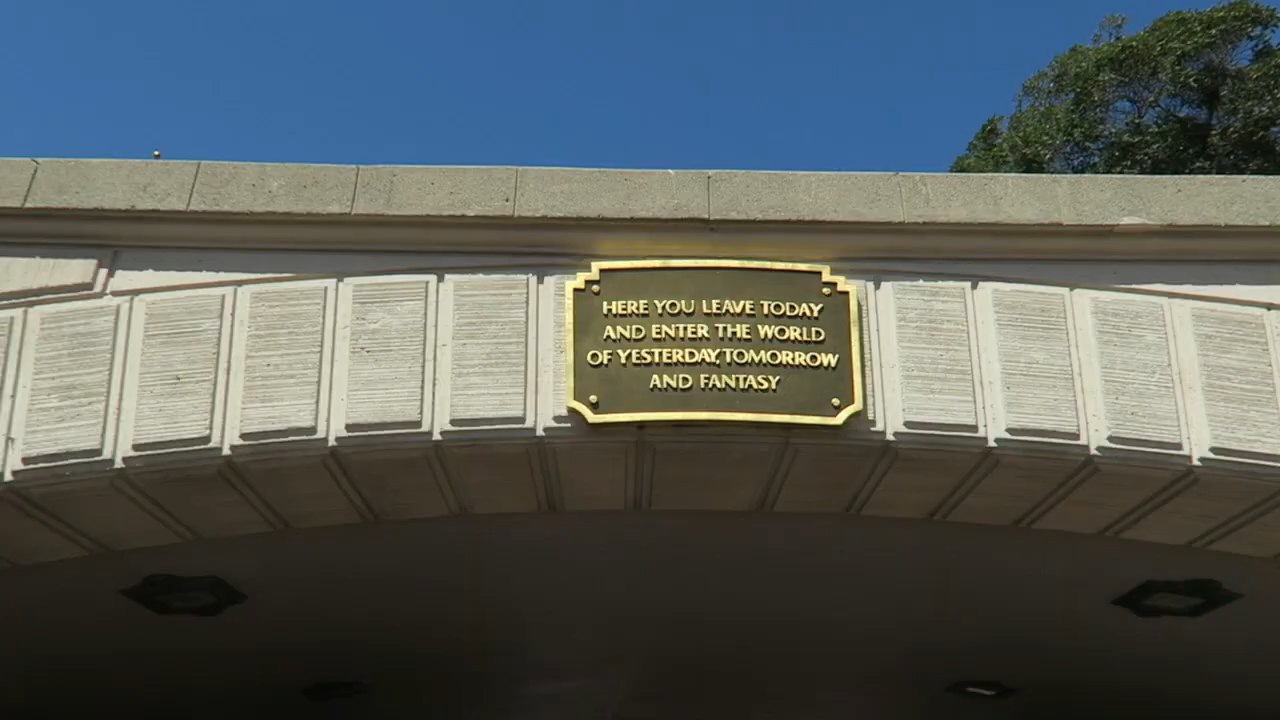 HERE YOU LEAVE TODAY
AND ENTER THE WORLD
OF YESTERDAY, TOMORROW
AND FANTASY